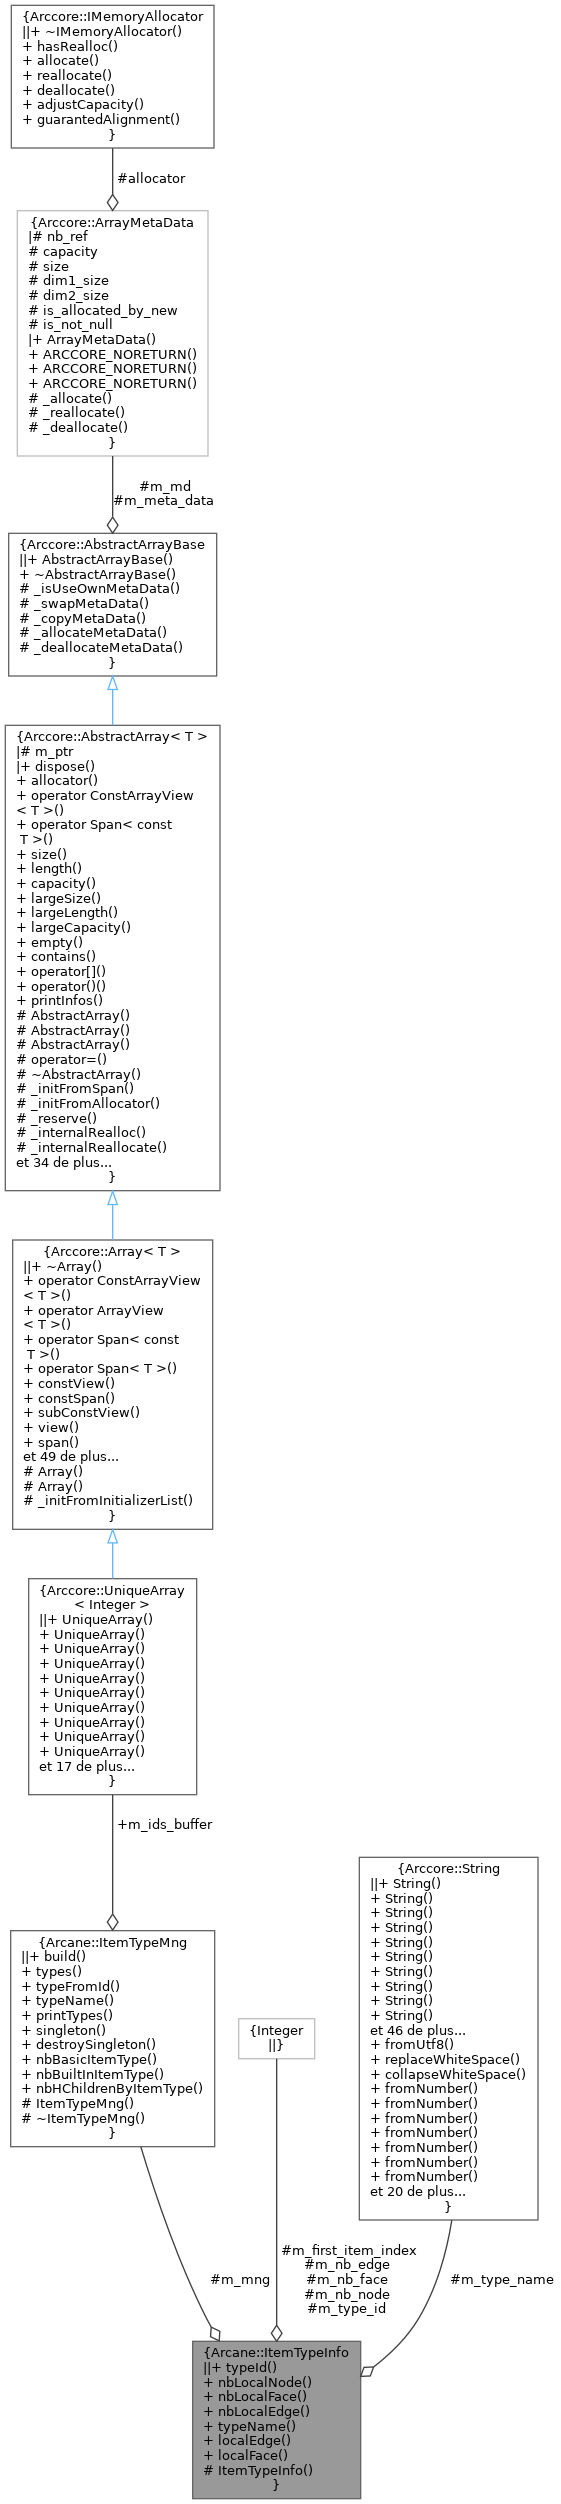 {Arccore::IMemoryAllocator
||+ ~IMemoryAllocator()
+ hasRealloc()
+ allocate()
+ reallocate()
+ deallocate()
+ adjustCapacity()
+ guarantedAlignment()
}
#allocator
{Arccore::ArrayMetaData
|# nb_ref
# capacity
# size
# dim1_size
# dim2_size
# is_allocated_by_new
# is_not_null
|+ ArrayMetaData()
+ ARCCORE_NORETURN()
+ ARCCORE_NORETURN()
+ ARCCORE_NORETURN()
# _allocate()
# _reallocate()
# _deallocate()
}
#m_md
#m_meta_data
{Arccore::AbstractArrayBase
||+ AbstractArrayBase()
+ ~AbstractArrayBase()
# _isUseOwnMetaData()
# _swapMetaData()
# _copyMetaData()
# _allocateMetaData()
# _deallocateMetaData()
}
{Arccore::AbstractArray< T >
|# m_ptr
|+ dispose()
+ allocator()
+ operator ConstArrayView
< T >()
+ operator Span< const
T >()
+ size()
+ length()
+ capacity()
+ largeSize()
+ largeLength()
+ largeCapacity()
+ empty()
+ contains()
+ operator[]()
+ operator()()
+ printInfos()
# AbstractArray()
# AbstractArray()
# AbstractArray()
# operator=()
# ~AbstractArray()
# _initFromSpan()
# _initFromAllocator()
# _reserve()
# _internalRealloc()
# _internalReallocate()
et 34 de plus...
}
{Arccore::Array< T >
||+ ~Array()
+ operator ConstArrayView
< T >()
+ operator ArrayView
< T >()
+ operator Span< const
T >()
+ operator Span< T >()
+ constView()
+ constSpan()
+ subConstView()
+ view()
+ span()
et 49 de plus...
# Array()
# Array()
# _initFromInitializerList()
}
{Arccore::UniqueArray
< Integer >
||+ UniqueArray()
+ UniqueArray()
+ UniqueArray()
+ UniqueArray()
+ UniqueArray()
+ UniqueArray()
+ UniqueArray()
+ UniqueArray()
+ UniqueArray()
+ UniqueArray()
et 17 de plus...
}
+m_ids_buffer
{Arcane::ItemTypeMng
||+ build()
+ types()
+ typeFromId()
+ typeName()
+ printTypes()
+ singleton()
+ destroySingleton()
+ nbBasicItemType()
+ nbBuiltInItemType()
+ nbHChildrenByItemType()
# ItemTypeMng()
# ~ItemTypeMng()
}
{Integer
||}
{Arccore::String
||+ String()
+ String()
+ String()
+ String()
+ String()
+ String()
+ String()
+ String()
+ String()
+ String()
et 46 de plus...
+ fromUtf8()
+ replaceWhiteSpace()
+ collapseWhiteSpace()
+ fromNumber()
+ fromNumber()
+ fromNumber()
+ fromNumber()
+ fromNumber()
+ fromNumber()
+ fromNumber()
et 20 de plus...
}
#m_mng
#m_first_item_index
#m_nb_edge
#m_nb_face
#m_nb_node
#m_type_id
#m_type_name
{Arcane::ItemTypeInfo
||+ typeId()
+ nbLocalNode()
+ nbLocalFace()
+ nbLocalEdge()
+ typeName()
+ localEdge()
+ localFace()
# ItemTypeInfo()
}